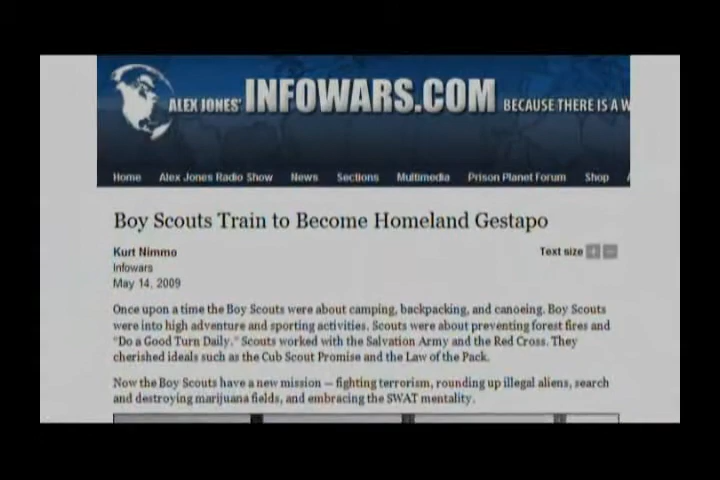 ALEX JONES' INFOWARS.COM BECAUSE THERE IS A W
Home Alex Jones Radio Show News Sections Multimedia Prison Planet Forum Shop
Boy Scouts Train to Become Homeland Gestapo
Kurt Nimmo
Text size + −
Infowars
May 14, 2009
Once upon a time the Boy Scouts were about camping, backpacking, and canoeing. Boy Scouts
were into high adventure and sporting activities. Scouts were about preventing forest fires and
“Do a Good Turn Daily.” Scouts worked with the Salvation Army and the Red Cross. They
cherished ideals such as the Cub Scout Promise and the Law of the Pack.
Now the Boy Scouts have a new mission — fighting terrorism, rounding up illegal aliens, search
and destroying marijuana fields, and embracing the SWAT mentality.